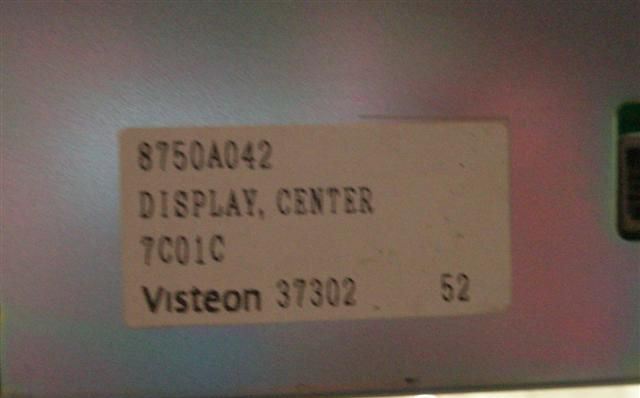 8750A042
DISPLAY, CENTER
7C01C
Visteon 37302 52